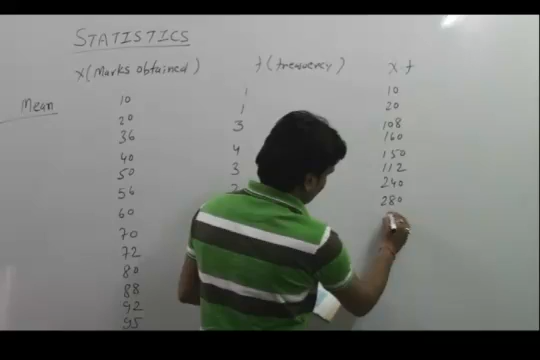 STATISTICS
x (Marks obtained) f (frequency) x f
Mean
10 1 10
20 1 20
36 3 108
40 4 160
50 3 150
56 2 112
60 240
70 280
72
80
88
92
95